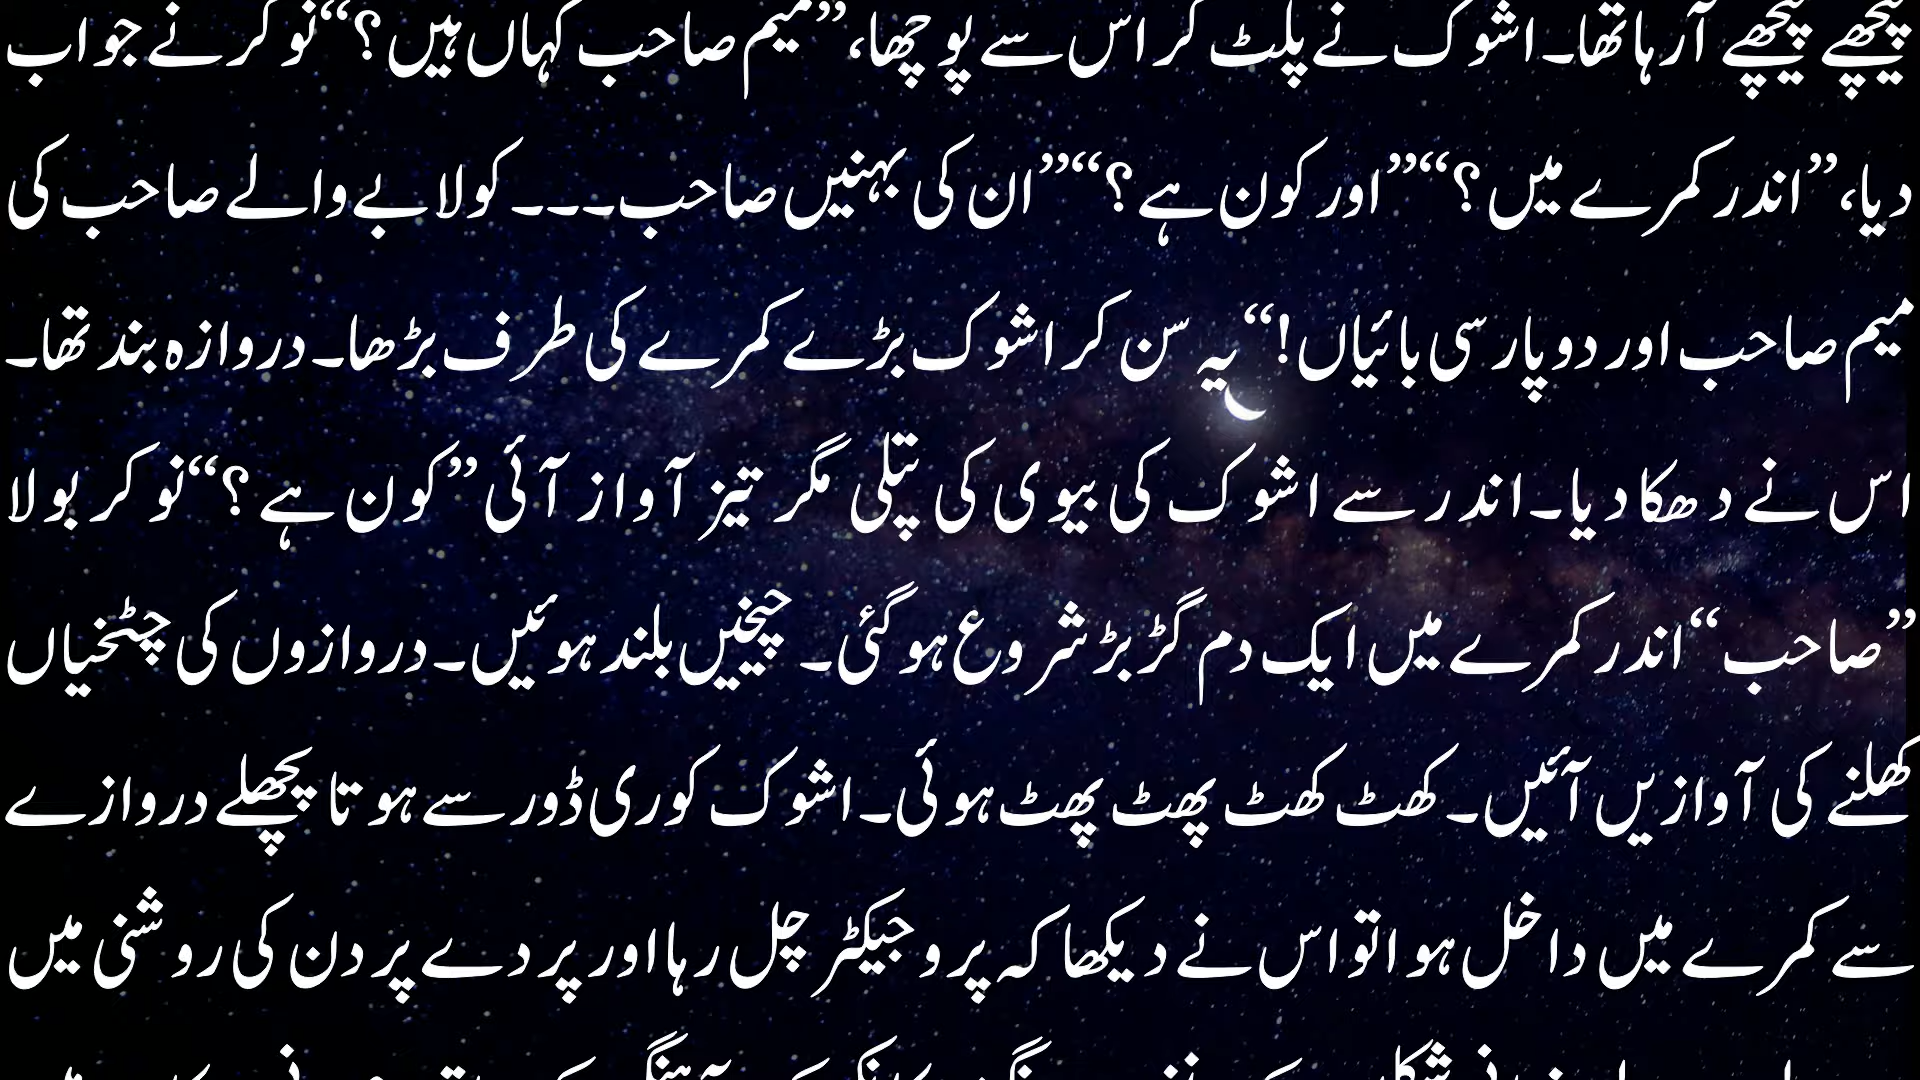 پیچھے پیچھے آرہا تھا۔ اشوک نے پلٹ کر اس سے پوچھا، ”میم صاحب کہاں ہیں؟“ نوکر نے جواب
دیا، ”اندر کمرے میں؟“ ”اور کون ہے؟“ ”ان کی بہنیں صاحب۔۔۔ کولابے والے صاحب کی
میم صاحب اور دو پارسی بائیاں!“ یہ سن کر اشوک بڑے کمرے کی طرف بڑھا۔ دروازہ بند تھا۔
اس نے دھکا دیا۔ اندر سے اشوک کی بیوی کی پتلی مگر تیز آواز آئی ”کون ہے؟“ نوکر بولا
”صاحب“ اندر کمرے میں ایک دم گڑبڑ شروع ہوگئی۔ چیخیں بلند ہوئیں۔ دروازوں کی چٹخنیاں
کھلنے کی آوازیں آئیں۔ کھٹ کھٹ پھٹ پھٹ ہوئی۔ اشوک کوری ڈور سے ہوتا پچھلے دروازے
سے کمرے میں داخل ہوا تو اس نے دیکھا کہ پروجیکٹر چل رہا اور پردے پر دن کی روشنی میں